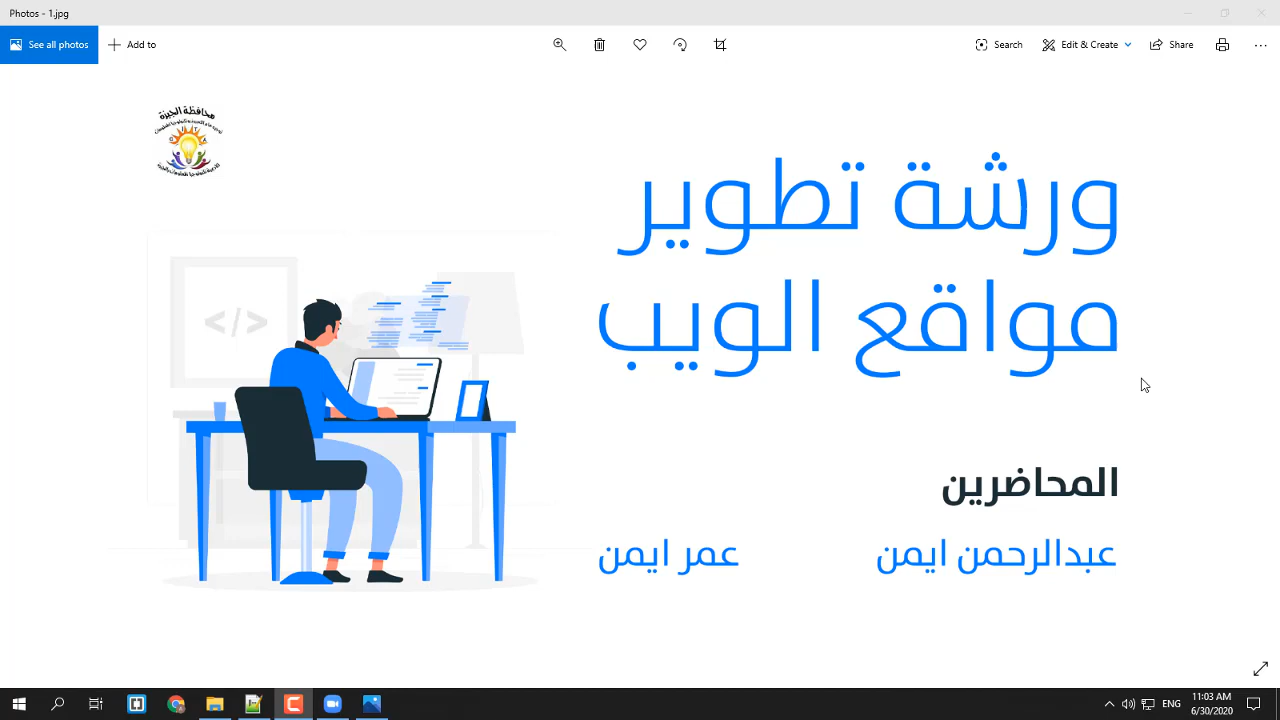 Photos - 1.jpg
See all photos
Add to
Search
Edit & Create
Share
محافظة الجيزة
ورشة تطوير
مواقع الويب
</>
المحاضرين
عبدالرحمن ايمن
عمر ايمن
ENG
11:03 AM
6/30/2020